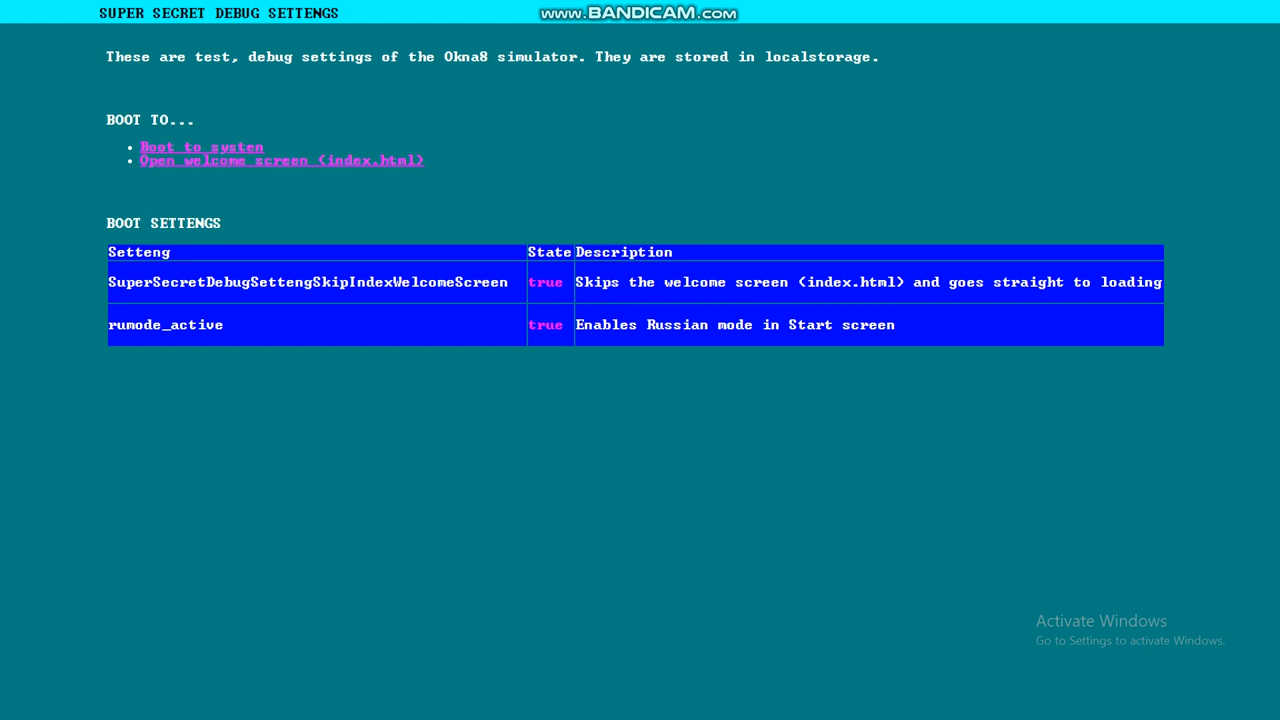 SUPER SECRET DEBUG SETTENGS
www.BANDICAM.com
These are test, debug settings of the Okna8 simulator. They are stored in localstorage.
BOOT TO...
Boot to systen
Open welcome screen (index.html)
BOOT SETTENGS
Setteng State Description
SuperSecretDebugSettengSkipIndexWelcomeScreen true Skips the welcome screen (index.html) and goes straight to loading
rumode_active true Enables Russian mode in Start screen
Activate Windows
Go to Settings to activate Windows.